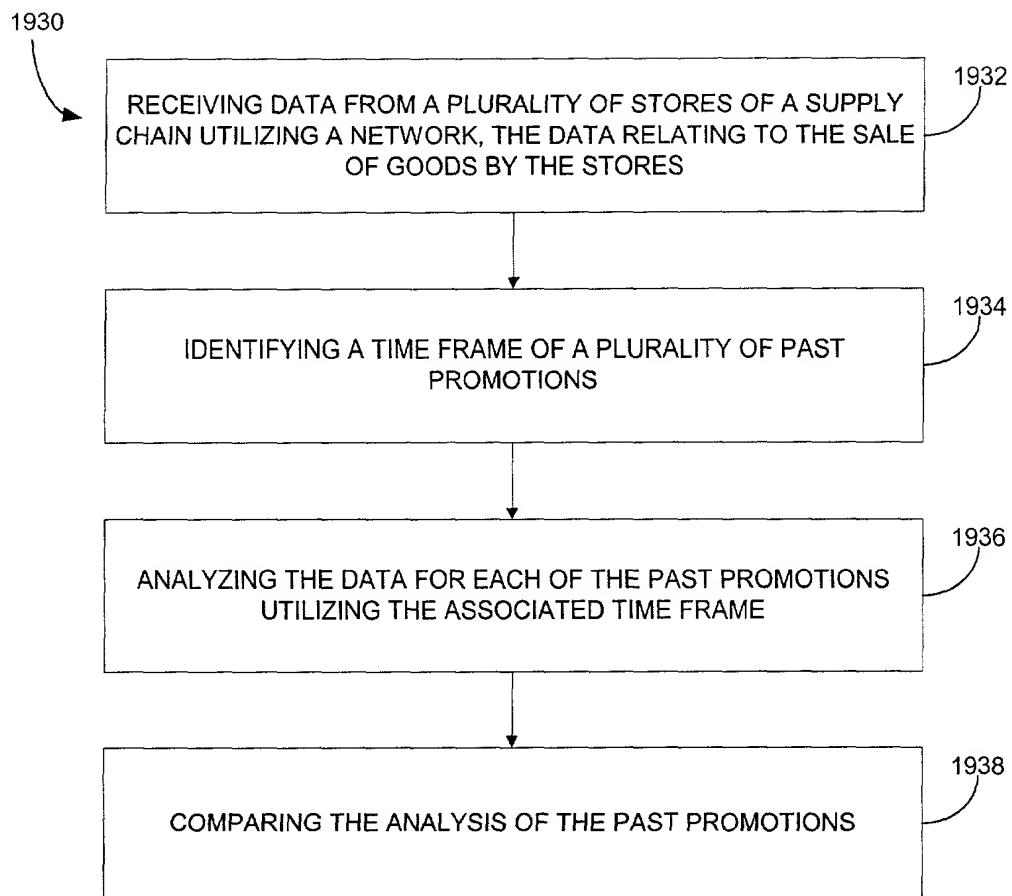 1930
1932
RECEIVING DATA FROM A PLURALITY OF STORES OF A SUPPLY
CHAIN UTILIZING A NETWORK, THE DATA RELATING TO THE SALE
OF GOODS BY THE STORES
1934
IDENTIFYING A TIME FRAME OF A PLURALITY OF PAST
PROMOTIONS
1936
ANALYZING THE DATA FOR EACH OF THE PAST PROMOTIONS
UTILIZING THE ASSOCIATED TIME FRAME
1938
COMPARING THE ANALYSIS OF THE PAST PROMOTIONS